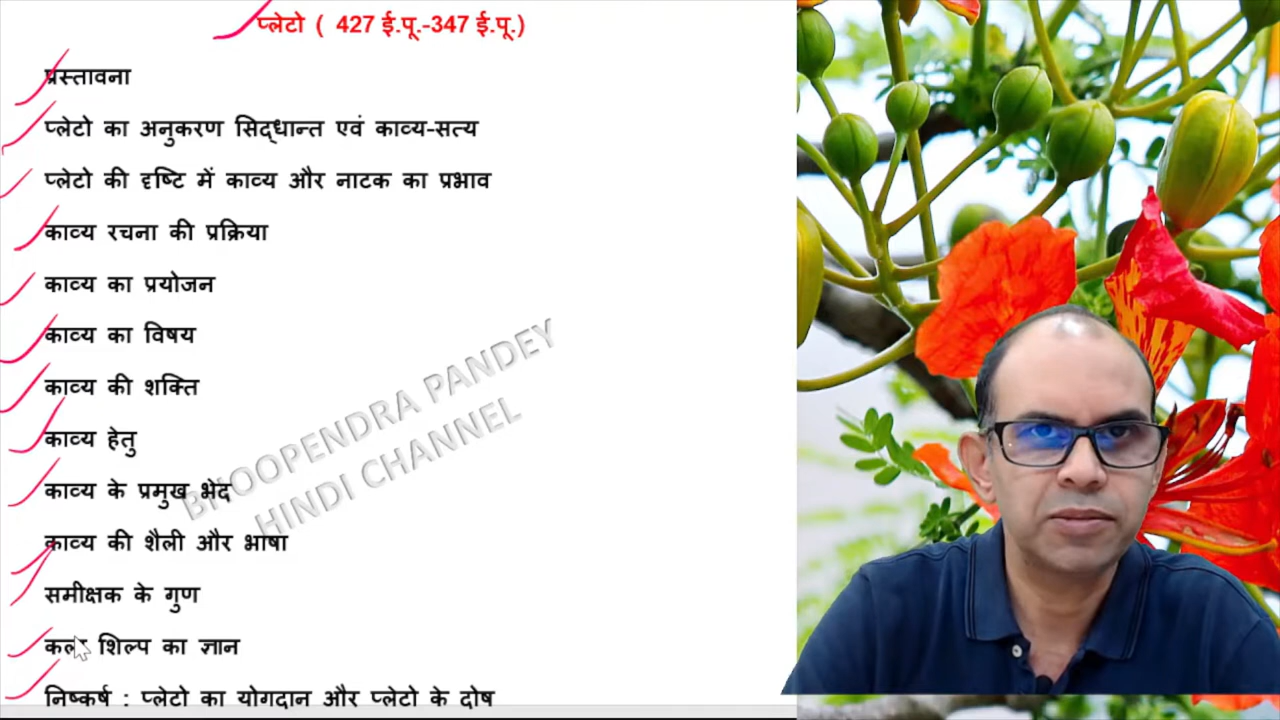 प्लेटो ( 427 ई.पू.-347 ई.पू.)
प्रस्तावना
प्लेटो का अनुकरण सिद्धान्त एवं काव्य-सत्य
प्लेटो की दृष्टि में काव्य और नाटक का प्रभाव
काव्य रचना की प्रक्रिया
काव्य का प्रयोजन
काव्य का विषय
काव्य की शक्ति
काव्य हेतु
काव्य के प्रमुख भेद
काव्य की शैली और भाषा
समीक्षक के गुण
कला शिल्प का ज्ञान
निष्कर्ष : प्लेटो का योगदान और प्लेटो के दोष
BHOOPENDRA PANDEY
HINDI CHANNEL